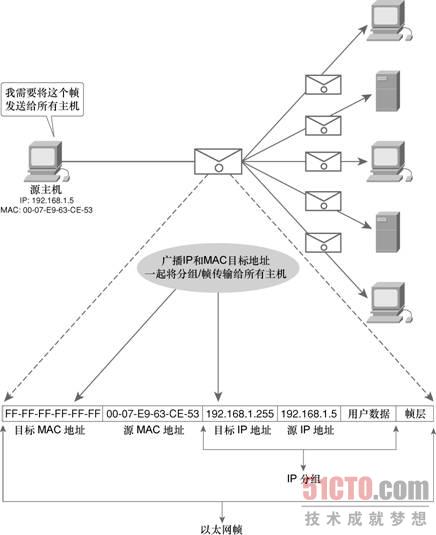 我需要将这个帧
发送给所有主机
源主机
IP: 192.168.1.5
MAC: 00-07-E9-63-CE-53
广播IP和MAC目标地址
一起将分组/帧传输给所有主机
FF-FF-FF-FF-FF-FF 00-07-E9-63-CE-53 192.168.1.255 192.168.1.5 用户数据 帧层
目标 MAC 地址 源 MAC 地址 目标 IP 地址 源 IP 地址
IP 分组
51CTO.com
技术成就梦想
以太网帧